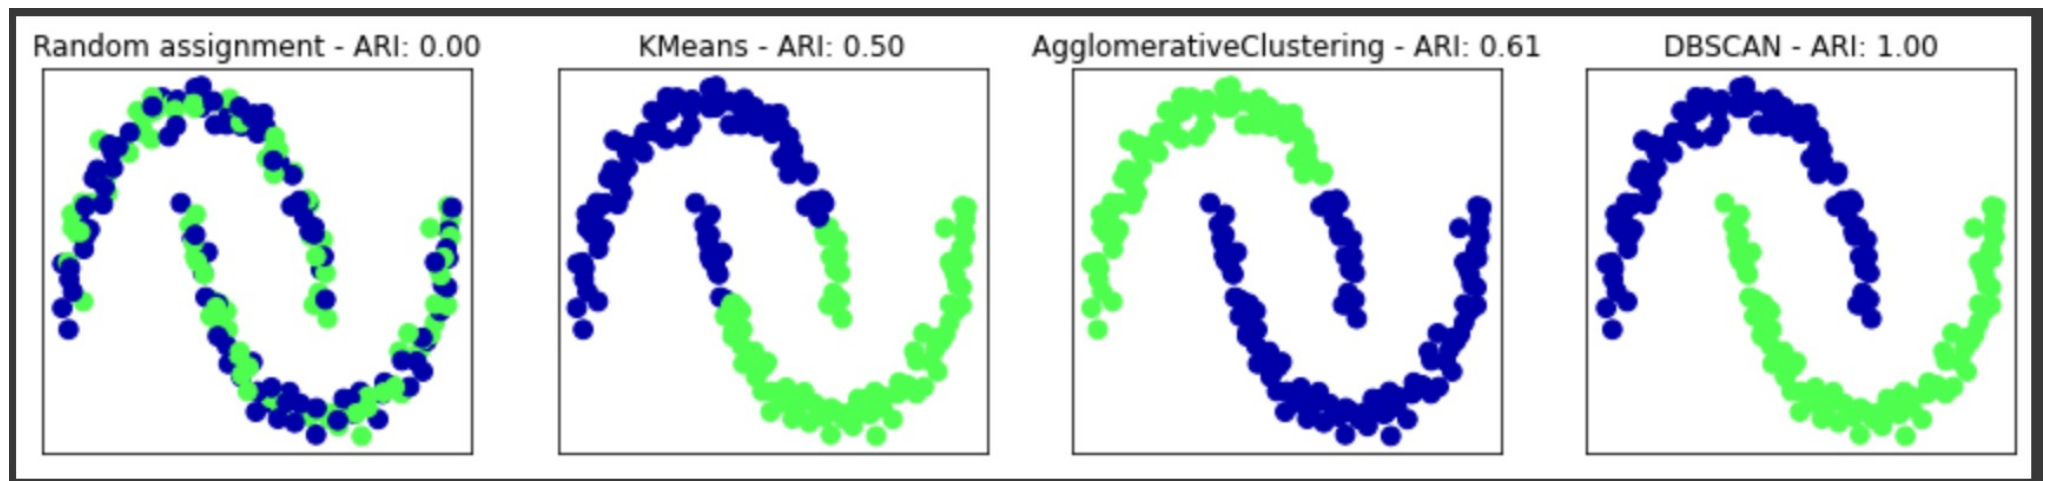 Random assignment - ARI: 0.00
KMeans - ARI: 0.50
AgglomerativeClustering - ARI: 0.61
DBSCAN - ARI: 1.00